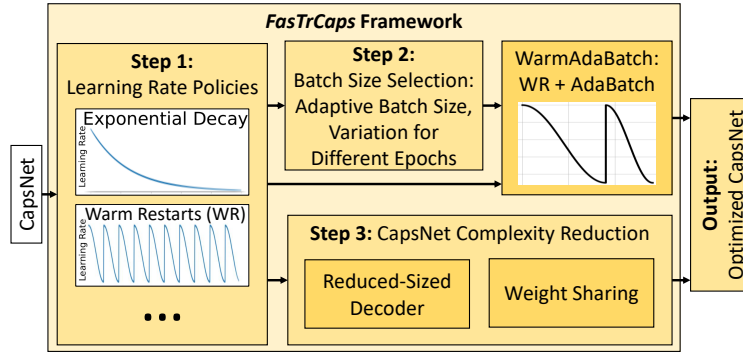 FasTrCaps Framework
CapsNet
Step 1:
Learning Rate Policies
Exponential Decay
Learning Rate
Warm Restarts (WR)
Learning Rate
...
Step 2:
Batch Size Selection:
Adaptive Batch Size,
Variation for
Different Epochs
WarmAdaBatch:
WR + AdaBatch
Step 3: CapsNet Complexity Reduction
Reduced-Sized
Decoder
Weight Sharing
Output:
Optimized CapsNet